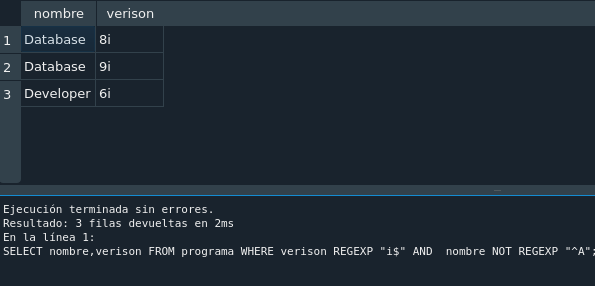 nombre verison
1 Database 8i
2 Database 9i
3 Developer 6i
Ejecución terminada sin errores.
Resultado: 3 filas devueltas en 2ms
En la línea 1:
SELECT nombre,verison FROM programa WHERE verison REGEXP "i$" AND  nombre NOT REGEXP "^A";